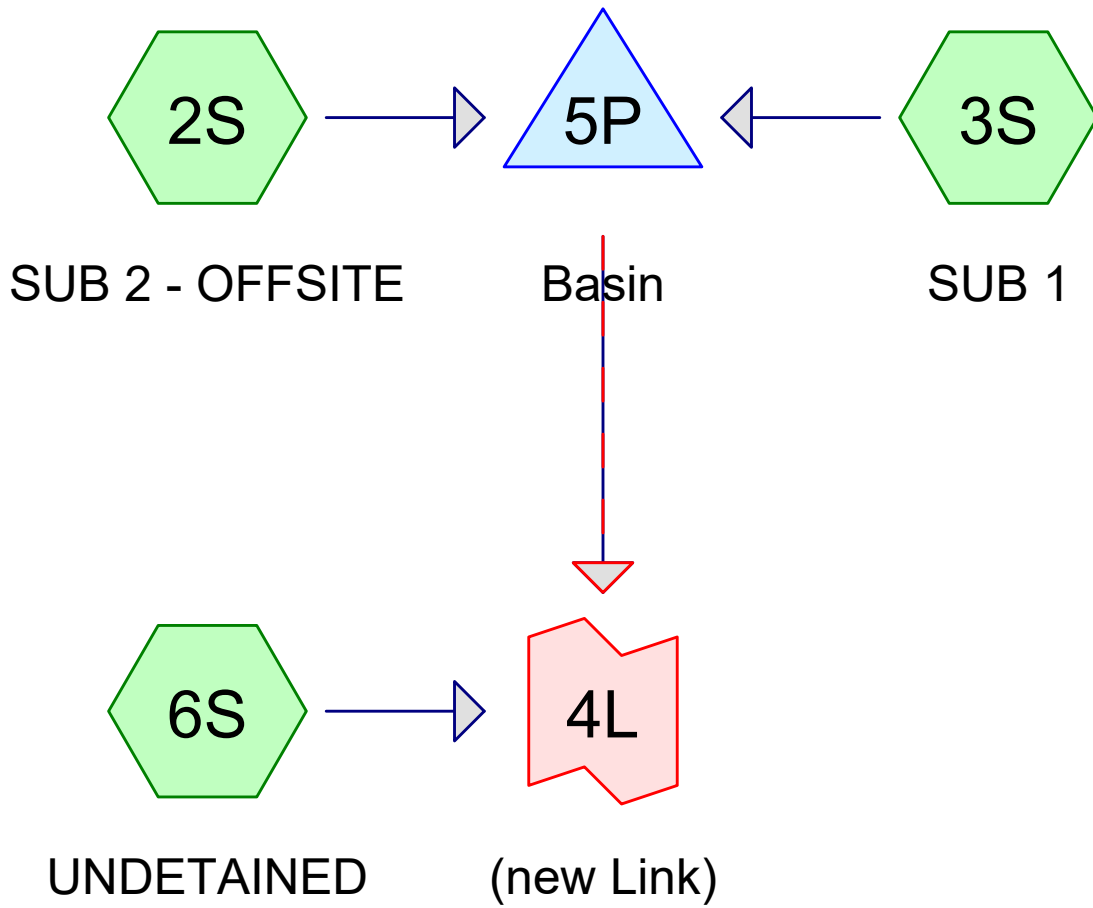 2S
5P
3S
SUB 2 - OFFSITE
Basin
SUB 1
6S
4L
UNDETAINED
(new Link)